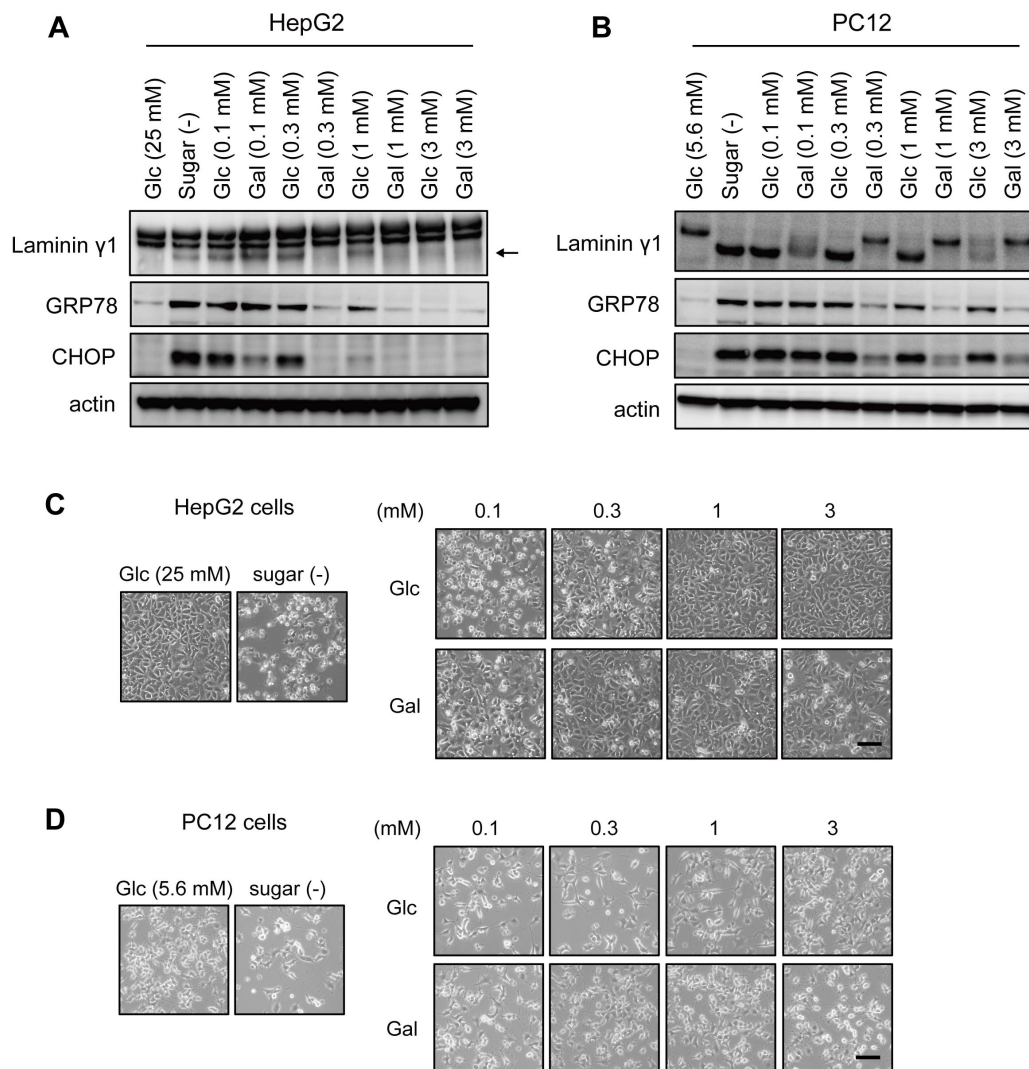 A
HepG2
Glc (25 mM)
Sugar (-)
Glc (0.1 mM)
Gal (0.1 mM)
Glc (0.3 mM)
Gal (0.3 mM)
Glc (1 mM)
Gal (1 mM)
Glc (3 mM)
Gal (3 mM)
Laminin γ1
GRP78
CHOP
actin
B
PC12
Glc (5.6 mM)
Sugar (-)
Glc (0.1 mM)
Gal (0.1 mM)
Glc (0.3 mM)
Gal (0.3 mM)
Glc (1 mM)
Gal (1 mM)
Glc (3 mM)
Gal (3 mM)
Laminin γ1
GRP78
CHOP
actin
C
HepG2 cells
Glc (25 mM) sugar (-)
(mM) 0.1 0.3 1 3
Glc
Gal
D
PC12 cells
Glc (5.6 mM) sugar (-)
(mM) 0.1 0.3 1 3
Glc
Gal